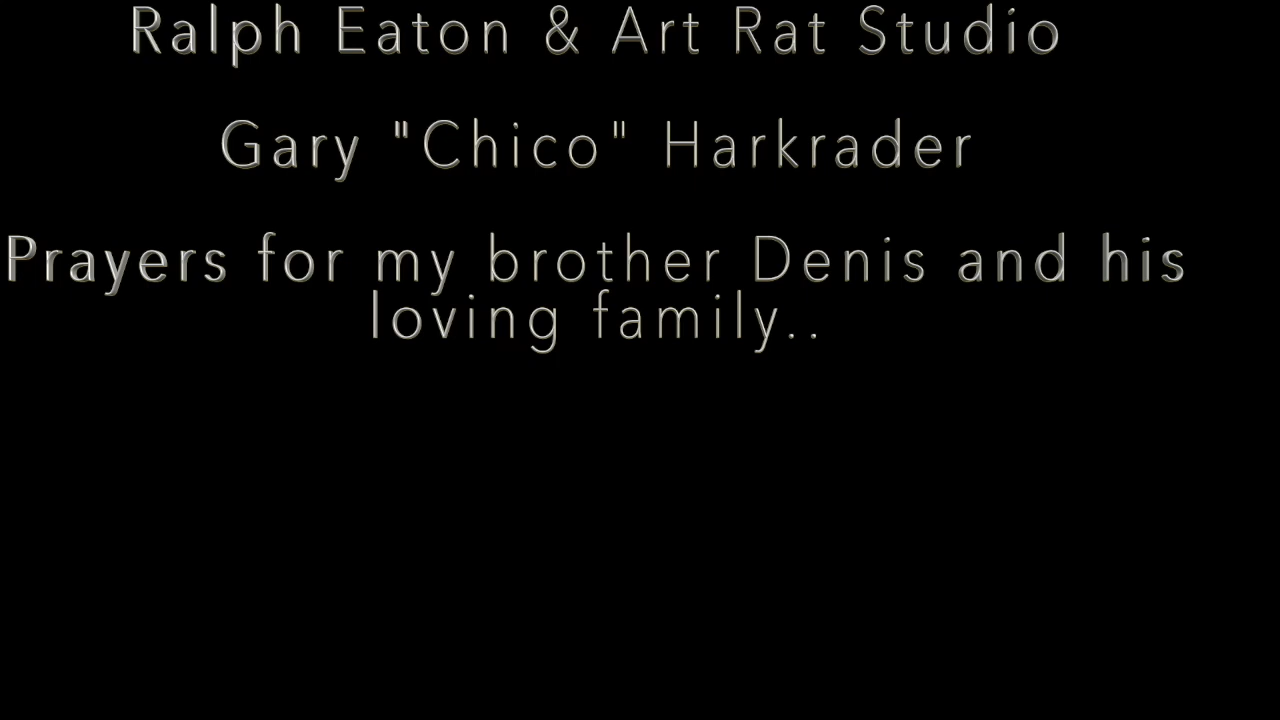 Ralph Eaton & Art Rat Studio
Gary "Chico" Harkrader
Prayers for my brother Denis and his
loving family..